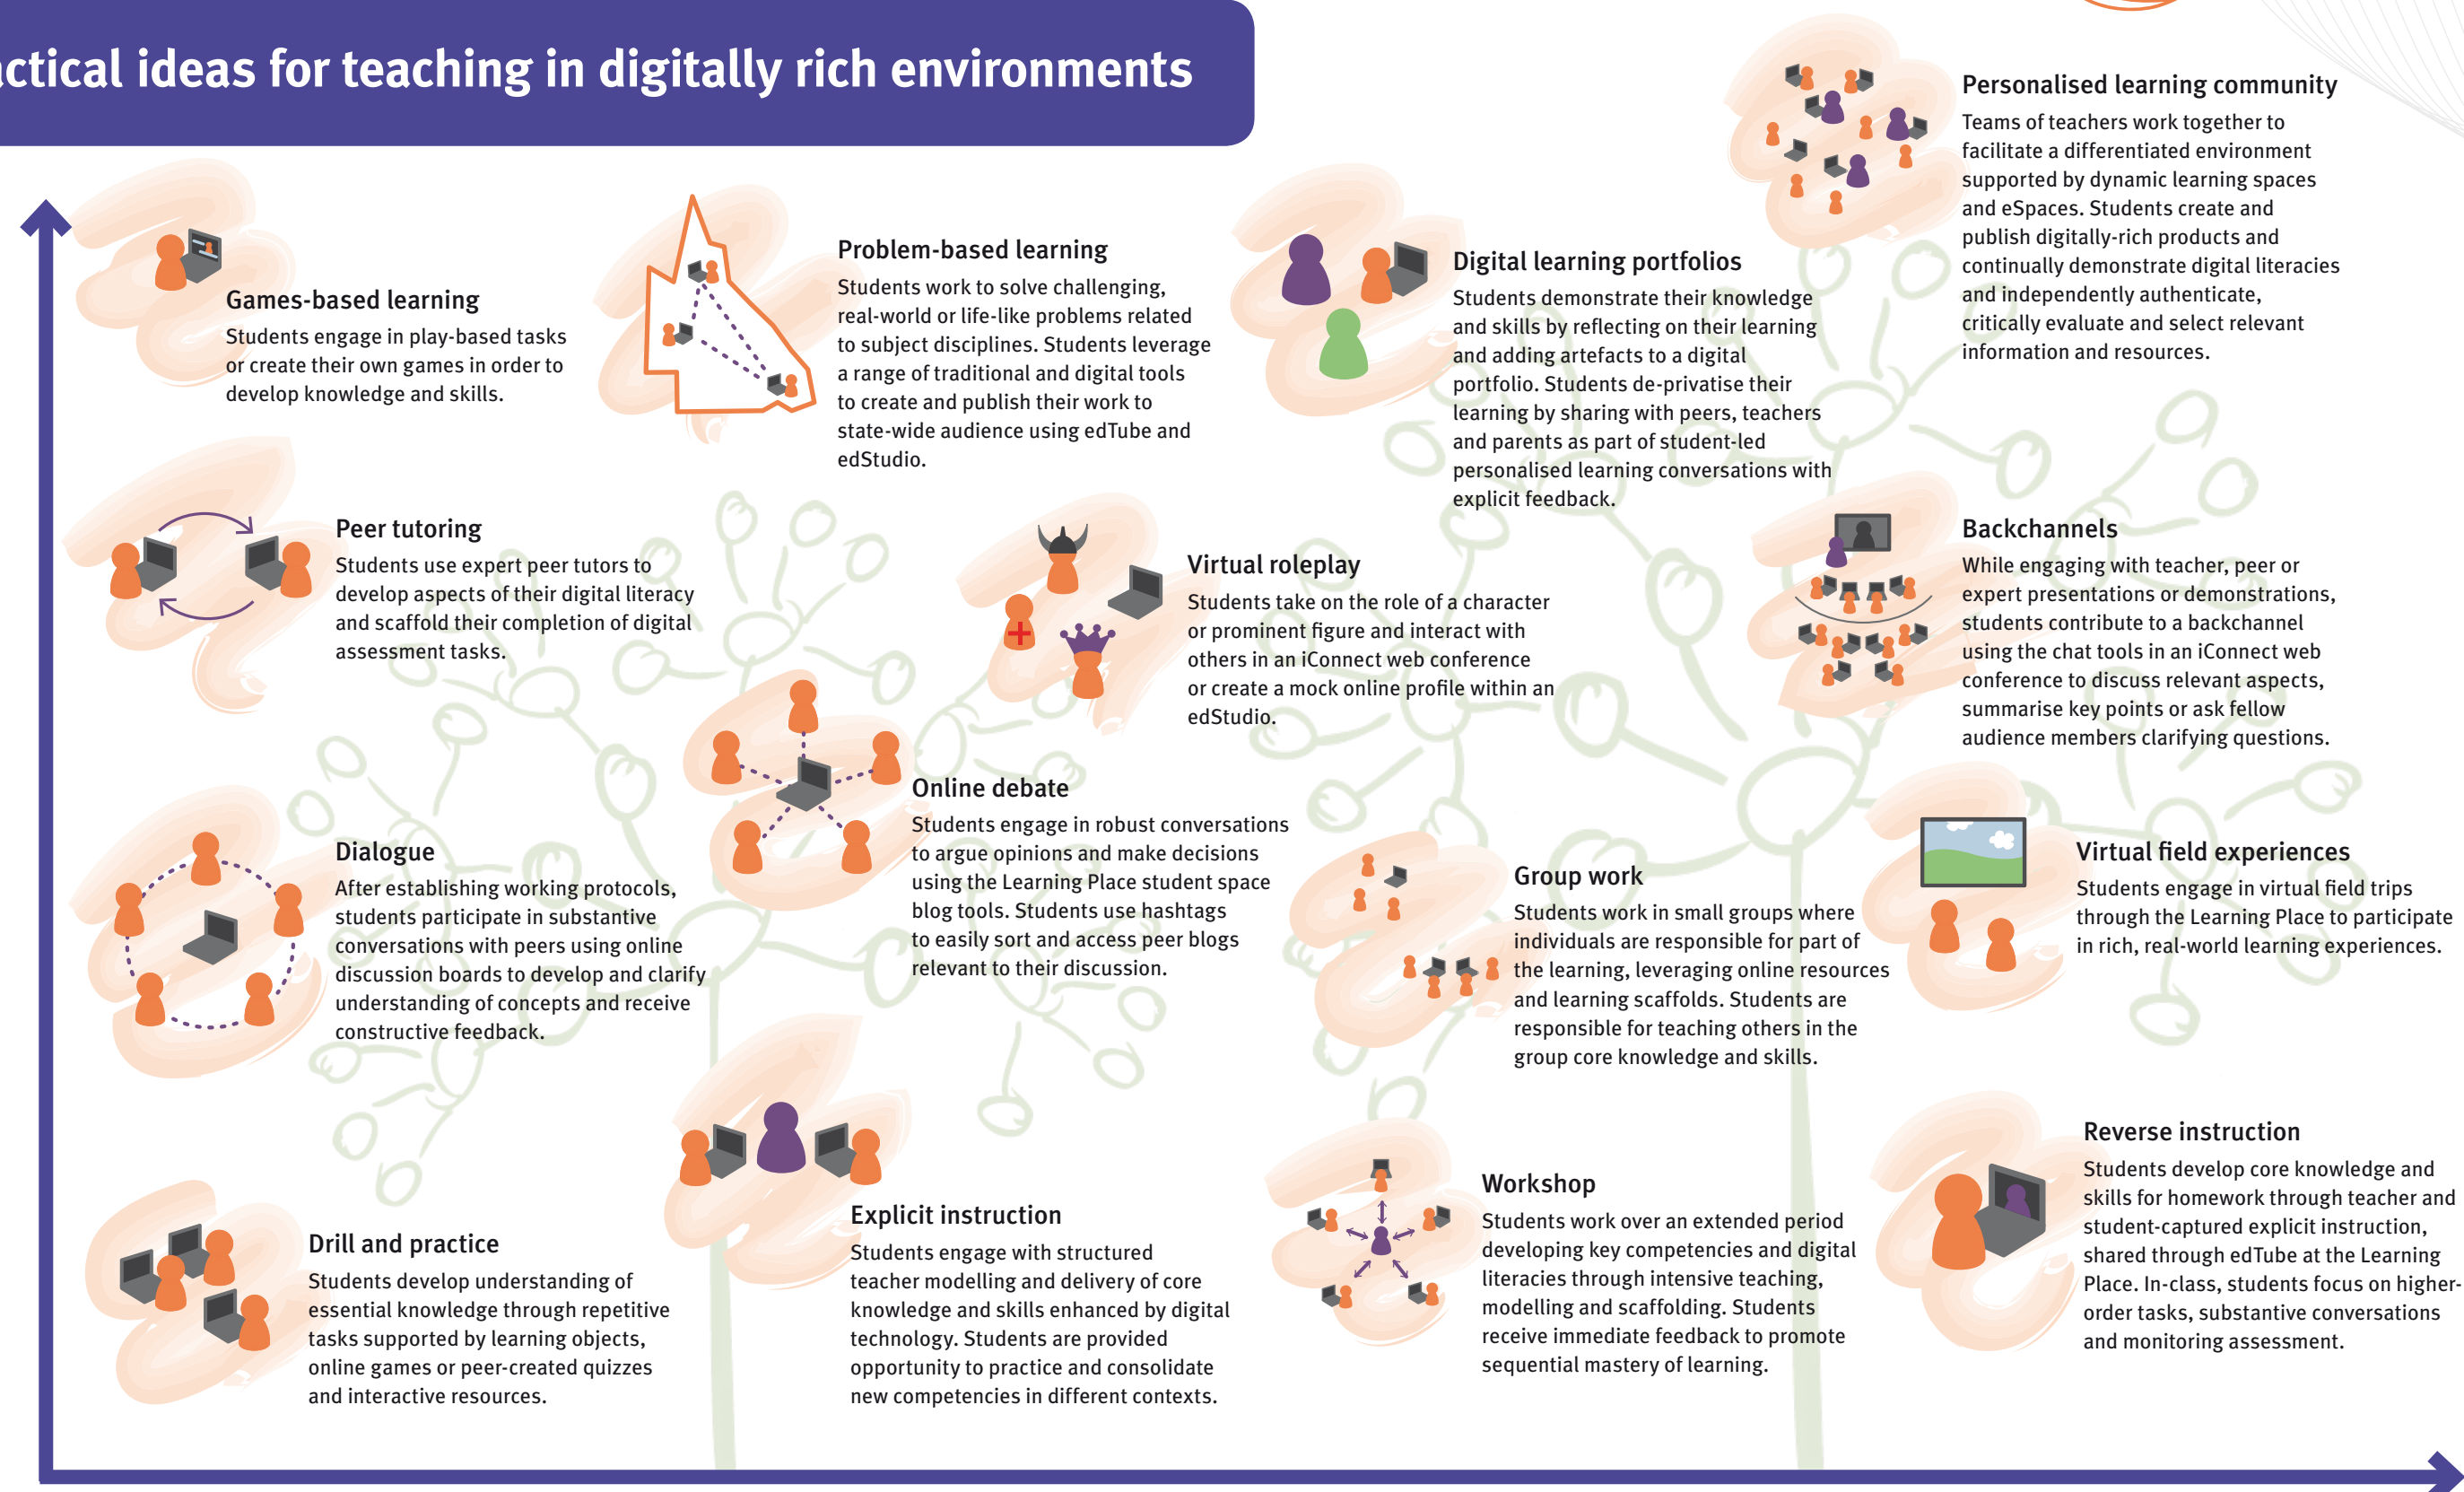 ctical ideas for teaching in digitally rich environments
Games-based learning
Students engage in play-based tasks
or create their own games in order to
develop knowledge and skills.
Problem-based learning
Students work to solve challenging,
real-world or life-like problems related
to subject disciplines. Students leverage
a range of traditional and digital tools
to create and publish their work to
state-wide audience using edTube and
edStudio.
Digital learning portfolios
Students demonstrate their knowledge
and skills by reflecting on their learning
and adding artefacts to a digital
portfolio. Students de-privatise their
learning by sharing with peers, teachers
and parents as part of student-led
personalised learning conversations with
explicit feedback.
Personalised learning community
Teams of teachers work together to
facilitate a differentiated environment
supported by dynamic learning spaces
and eSpaces. Students create and
publish digitally-rich products and
continually demonstrate digital literacies
and independently authenticate,
critically evaluate and select relevant
information and resources.
Peer tutoring
Students use expert peer tutors to
develop aspects of their digital literacy
and scaffold their completion of digital
assessment tasks.
Virtual roleplay
Students take on the role of a character
or prominent figure and interact with
others in an iConnect web conference
or create a mock online profile within an
edStudio.
Backchannels
While engaging with teacher, peer or
expert presentations or demonstrations,
students contribute to a backchannel
using the chat tools in an iConnect web
conference to discuss relevant aspects,
summarise key points or ask fellow
audience members clarifying questions.
Dialogue
After establishing working protocols,
students participate in substantive
conversations with peers using online
discussion boards to develop and clarify
understanding of concepts and receive
constructive feedback.
Online debate
Students engage in robust conversations
to argue opinions and make decisions
using the Learning Place student space
blog tools. Students use hashtags
to easily sort and access peer blogs
relevant to their discussion.
Group work
Students work in small groups where
individuals are responsible for part of
the learning, leveraging online resources
and learning scaffolds. Students are
responsible for teaching others in the
group core knowledge and skills.
Virtual field experiences
Students engage in virtual field trips
through the Learning Place to participate
in rich, real-world learning experiences.
Drill and practice
Students develop understanding of
essential knowledge through repetitive
tasks supported by learning objects,
online games or peer-created quizzes
and interactive resources.
Explicit instruction
Students engage with structured
teacher modelling and delivery of core
knowledge and skills enhanced by digital
technology. Students are provided
opportunity to practice and consolidate
new competencies in different contexts.
Workshop
Students work over an extended period
developing key competencies and digital
literacies through intensive teaching,
modelling and scaffolding. Students
receive immediate feedback to promote
sequential mastery of learning.
Reverse instruction
Students develop core knowledge and
skills for homework through teacher and
student-captured explicit instruction,
shared through edTube at the Learning
Place. In-class, students focus on higher-
order tasks, substantive conversations
and monitoring assessment.